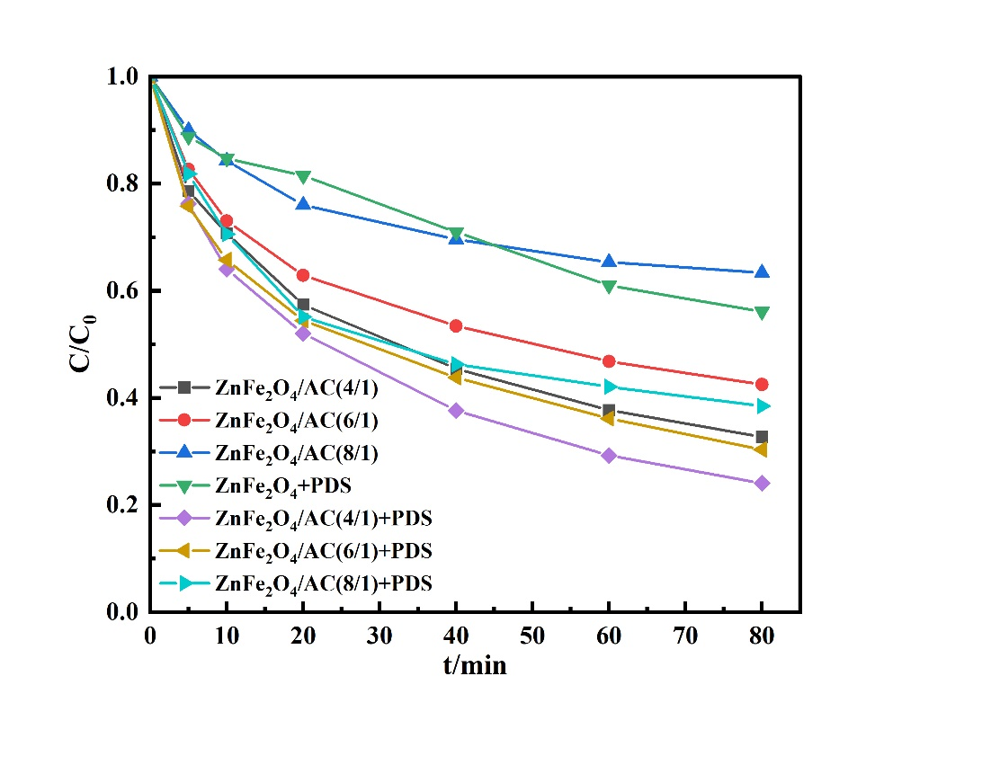 1.0
0.8
0.6
0.4
0.2
0.0
C/C₀
ZnFe₂O₄/AC(4/1)
ZnFe₂O₄/AC(6/1)
ZnFe₂O₄/AC(8/1)
ZnFe₂O₄+PDS
ZnFe₂O₄/AC(4/1)+PDS
ZnFe₂O₄/AC(6/1)+PDS
ZnFe₂O₄/AC(8/1)+PDS
0 10 20 30 40 50 60 70 80
t/min